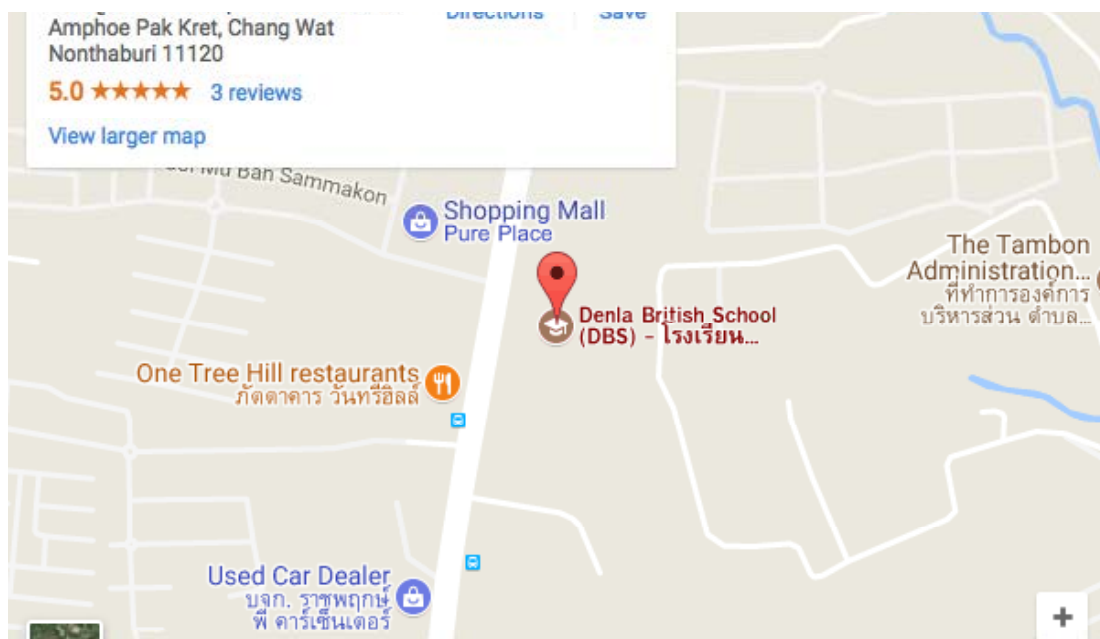 Directions Save
Amphoe Pak Kret, Chang Wat
Nonthaburi 11120
5.0 ★★★★★ 3 reviews
View larger map
Mu Ban Sammakon
Shopping Mall
Pure Place
The Tambon
Administration...
ที่ทำการองค์การ
บริหารส่วน ตำบล...
Denla British School
(DBS) - โรงเรียน...
One Tree Hill restaurants
ภัตตาคาร วันทรีฮิลล์
Used Car Dealer
บจก. ราชพฤกษ์
พี คาร์เซ็นเตอร์
+